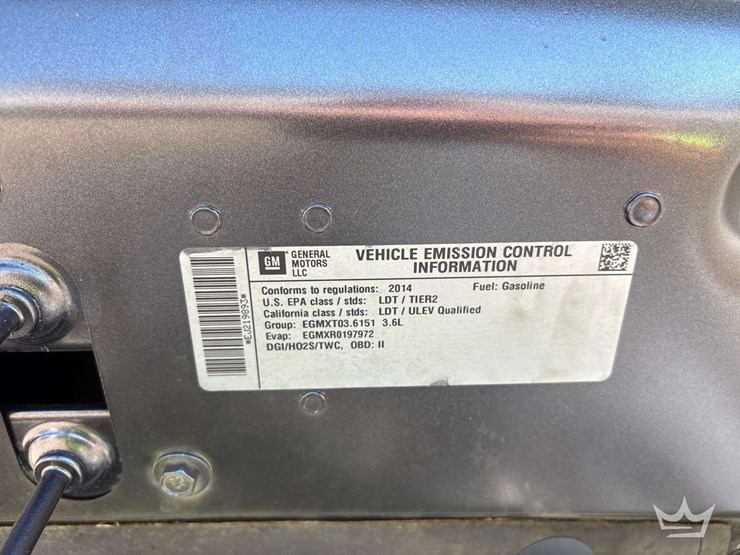 GM
GENERAL
MOTORS
LLC
VEHICLE EMISSION CONTROL
INFORMATION
Conforms to regulations: 2014 Fuel: Gasoline
U.S. EPA class / stds: LDT / TIER2
California class / stds: LDT / ULEV Qualified
Group: EGMXT03.6151 3.6L
Evap: EGMXR0197972
DGI/HO2S/TWC, OBD: II
*EJ219893*